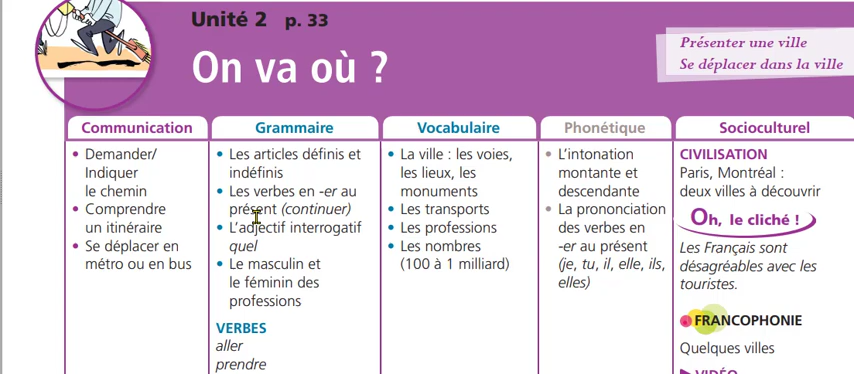 Unité 2 p. 33
On va où ?
Présenter une ville
Se déplacer dans la ville
Communication
• Demander/
Indiquer
le chemin
• Comprendre
un itinéraire
• Se déplacer en
métro ou en bus
Grammaire
• Les articles définis et
indéfinis
• Les verbes en -er au
présent (continuer)
• L'adjectif interrogatif
quel
• Le masculin et
le féminin des
professions
VERBES
aller
prendre
Vocabulaire
• La ville : les voies,
les lieux, les
monuments
• Les transports
• Les professions
• Les nombres
(100 à 1 milliard)
Phonétique
• L'intonation
montante et
descendante
• La prononciation
des verbes en
-er au présent
(je, tu, il, elle, ils,
elles)
Socioculturel
CIVILISATION
Paris, Montréal :
deux villes à découvrir
Oh, le cliché !
Les Français sont
désagréables avec les
touristes.
FRANCOPHONIE
Quelques villes
VIDÉO